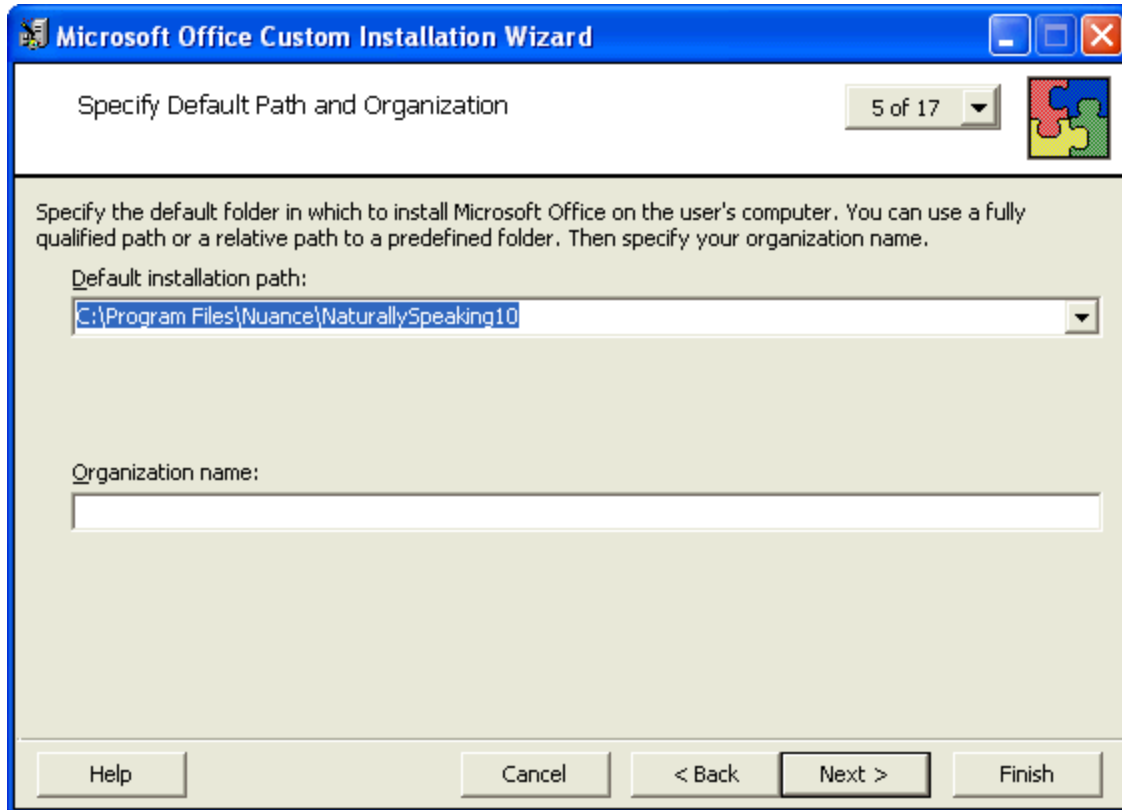 Microsoft Office Custom Installation Wizard
Specify Default Path and Organization
5 of 17
Specify the default folder in which to install Microsoft Office on the user's computer. You can use a fully
qualified path or a relative path to a predefined folder. Then specify your organization name.
Default installation path:
C:\Program Files\Nuance\NaturallySpeaking10
Organization name:
Help
Cancel
< Back
Next >
Finish